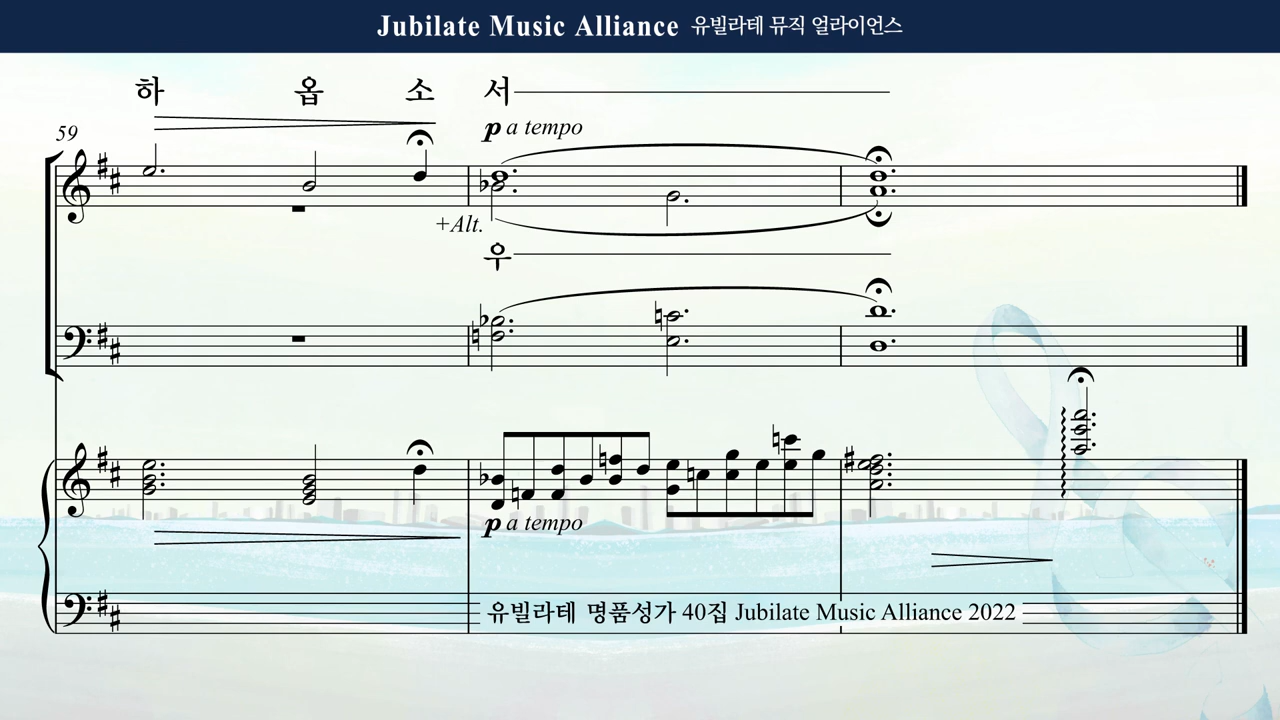 Jubilate Music Alliance 유빌라테 뮤직 얼라이언스
하 옵 소 서
59
p a tempo
+Alt.
우
p a tempo
유빌라테 명품성가 40집 Jubilate Music Alliance 2022